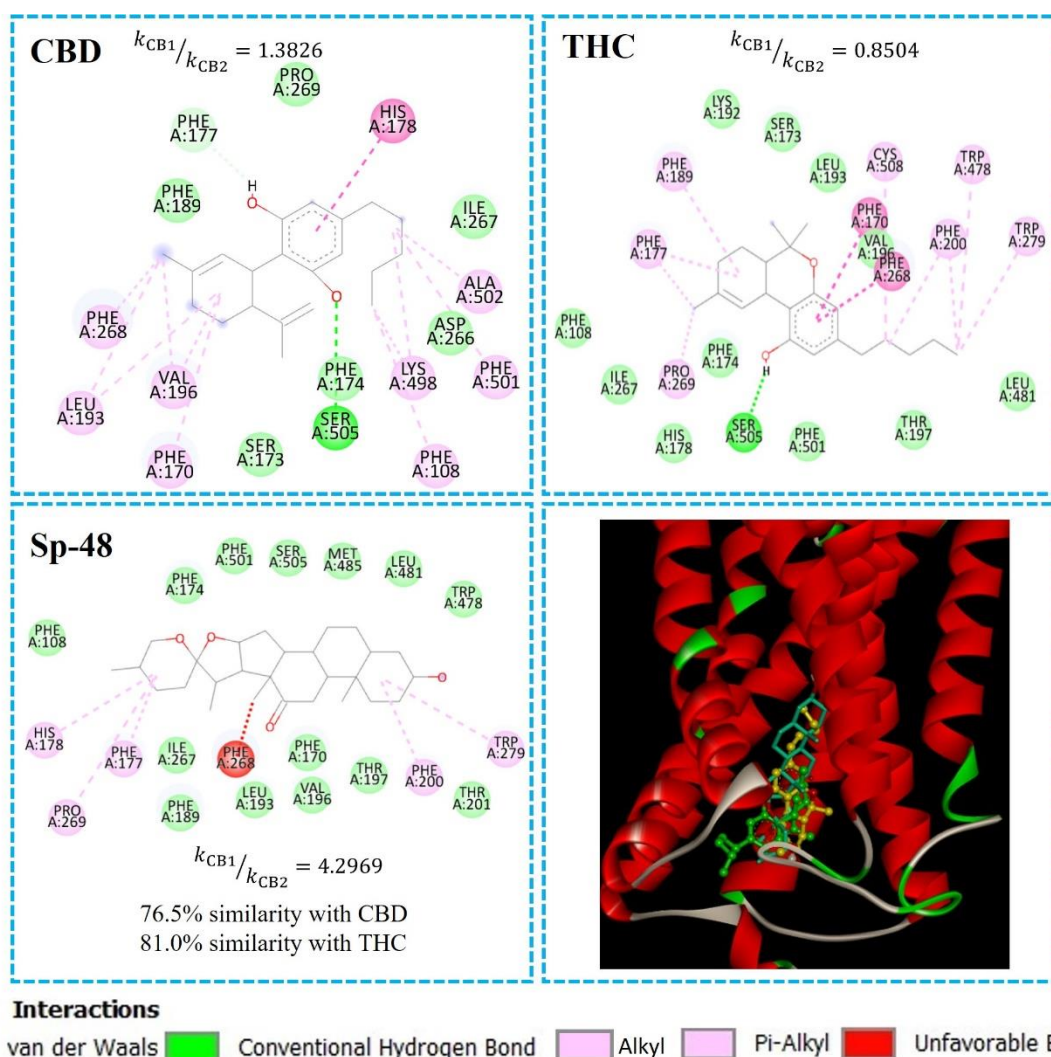 CBD
kCB1/kCB2 = 1.3826
PRO
A:269
HIS
A:178
PHE
A:177
H
O
PHE
A:189
ILE
A:267
ALA
A:502
O
PHE
A:268
ASP
A:266
VAL
A:196
PHE
A:174
LYS
A:498
PHE
A:501
LEU
A:193
SER
A:505
PHE
A:170
SER
A:173
PHE
A:108
THC
kCB1/kCB2 = 0.8504
LYS
A:192
SER
A:173
LEU
A:193
CYS
A:508
TRP
A:478
PHE
A:189
PHE
A:170
PHE
A:177
VAL
A:196
PHE
A:200
TRP
A:279
O
PHE
A:268
PHE
A:108
PHE
A:174
O
H
ILE
A:267
PRO
A:269
LEU
A:481
HIS
A:178
SER
A:505
PHE
A:501
THR
A:197
Sp-48
PHE
A:174
PHE
A:501
SER
A:505
MET
A:485
LEU
A:481
TRP
A:478
PHE
A:108
O
O
O
O
HIS
A:178
PHE
A:177
ILE
A:267
PHE
A:268
PHE
A:170
THR
A:197
PHE
A:200
TRP
A:279
PRO
A:269
PHE
A:189
LEU
A:193
VAL
A:196
THR
A:201
kCB1/kCB2 = 4.2969
76.5% similarity with CBD
81.0% similarity with THC
Interactions
van der Waals Conventional Hydrogen Bond Alkyl Pi-Alkyl Unfavorable